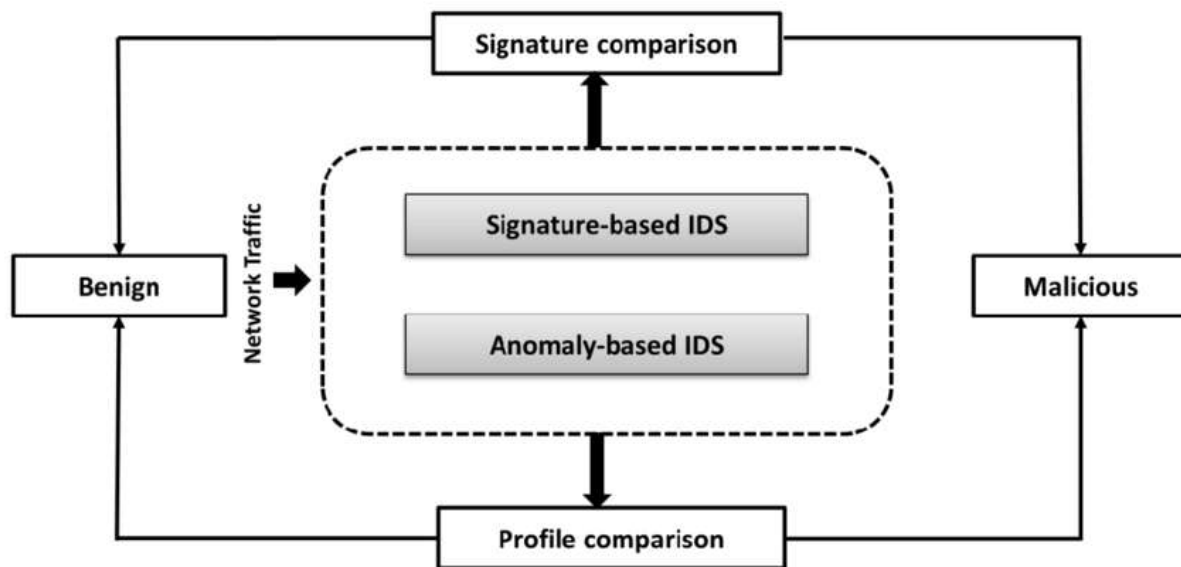 Signature comparison
Signature-based IDS
Benign
Network Traffic
Malicious
Anomaly-based IDS
Profile comparison